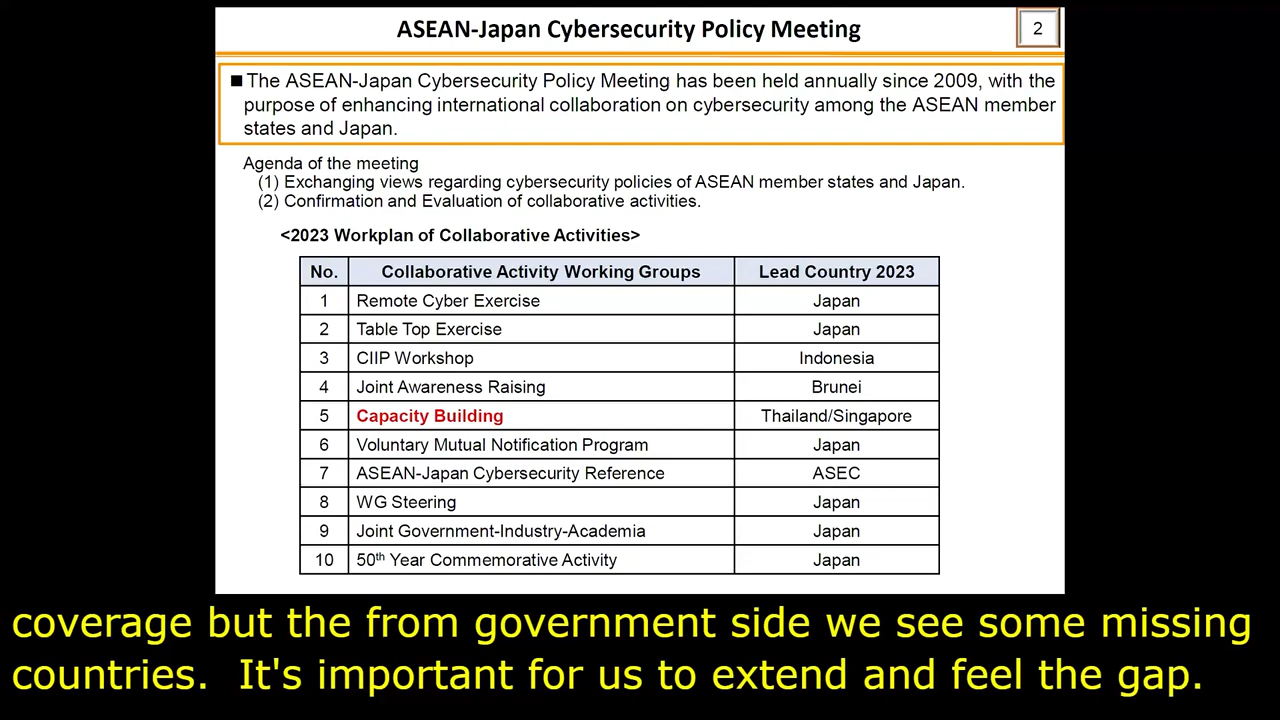 ASEAN-Japan Cybersecurity Policy Meeting
2
■ The ASEAN-Japan Cybersecurity Policy Meeting has been held annually since 2009, with the
purpose of enhancing international collaboration on cybersecurity among the ASEAN member
states and Japan.
Agenda of the meeting
(1) Exchanging views regarding cybersecurity policies of ASEAN member states and Japan.
(2) Confirmation and Evaluation of collaborative activities.
<2023 Workplan of Collaborative Activities>
No. Collaborative Activity Working Groups Lead Country 2023
1 Remote Cyber Exercise Japan
2 Table Top Exercise Japan
3 CIIP Workshop Indonesia
4 Joint Awareness Raising Brunei
5 Capacity Building Thailand/Singapore
6 Voluntary Mutual Notification Program Japan
7 ASEAN-Japan Cybersecurity Reference ASEC
8 WG Steering Japan
9 Joint Government-Industry-Academia Japan
10 50th Year Commemorative Activity Japan
coverage but the from government side we see some missing
countries.  It's important for us to extend and feel the gap.